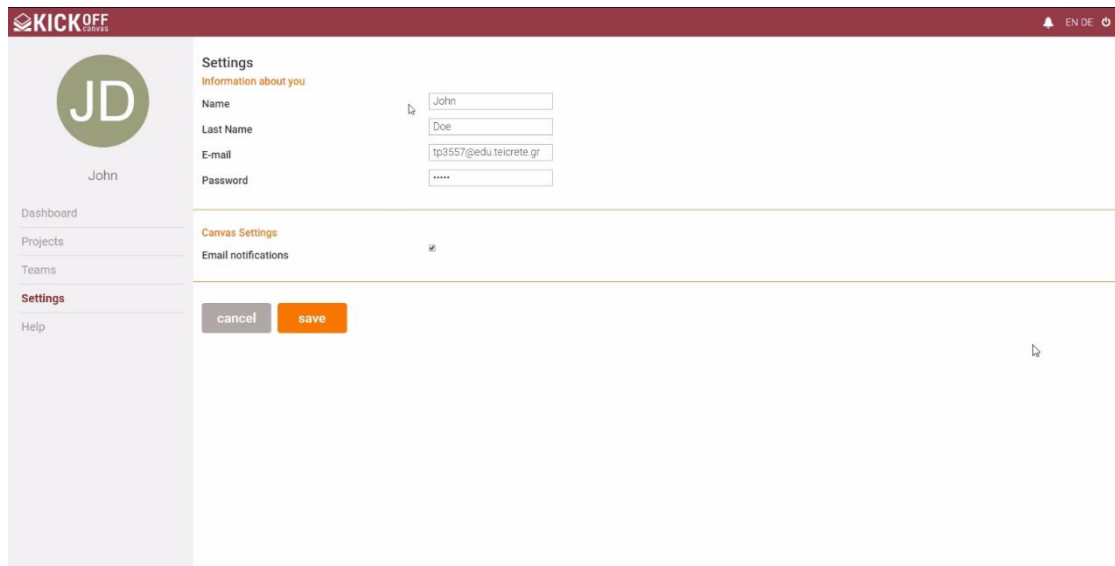 KICKOFF
canvas
EN DE
JD
John
Dashboard
Projects
Teams
Settings
Help
Settings
Information about you
Name
John
Last Name
Doe
E-mail
tp3557@edu.teicrete.gr
Password
•••••
Canvas Settings
Email notifications
cancel
save